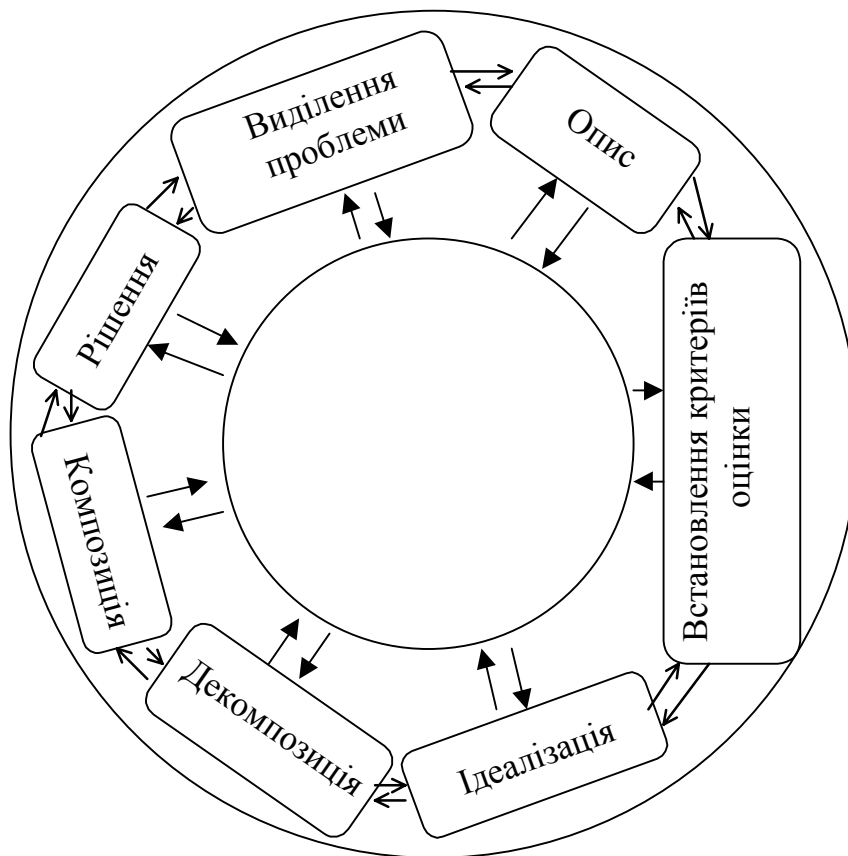 Виділення
проблеми
Опис
Встановлення критеріїв
оцінки
Ідеалізація
Декомпозиція
Композиція
Рішення